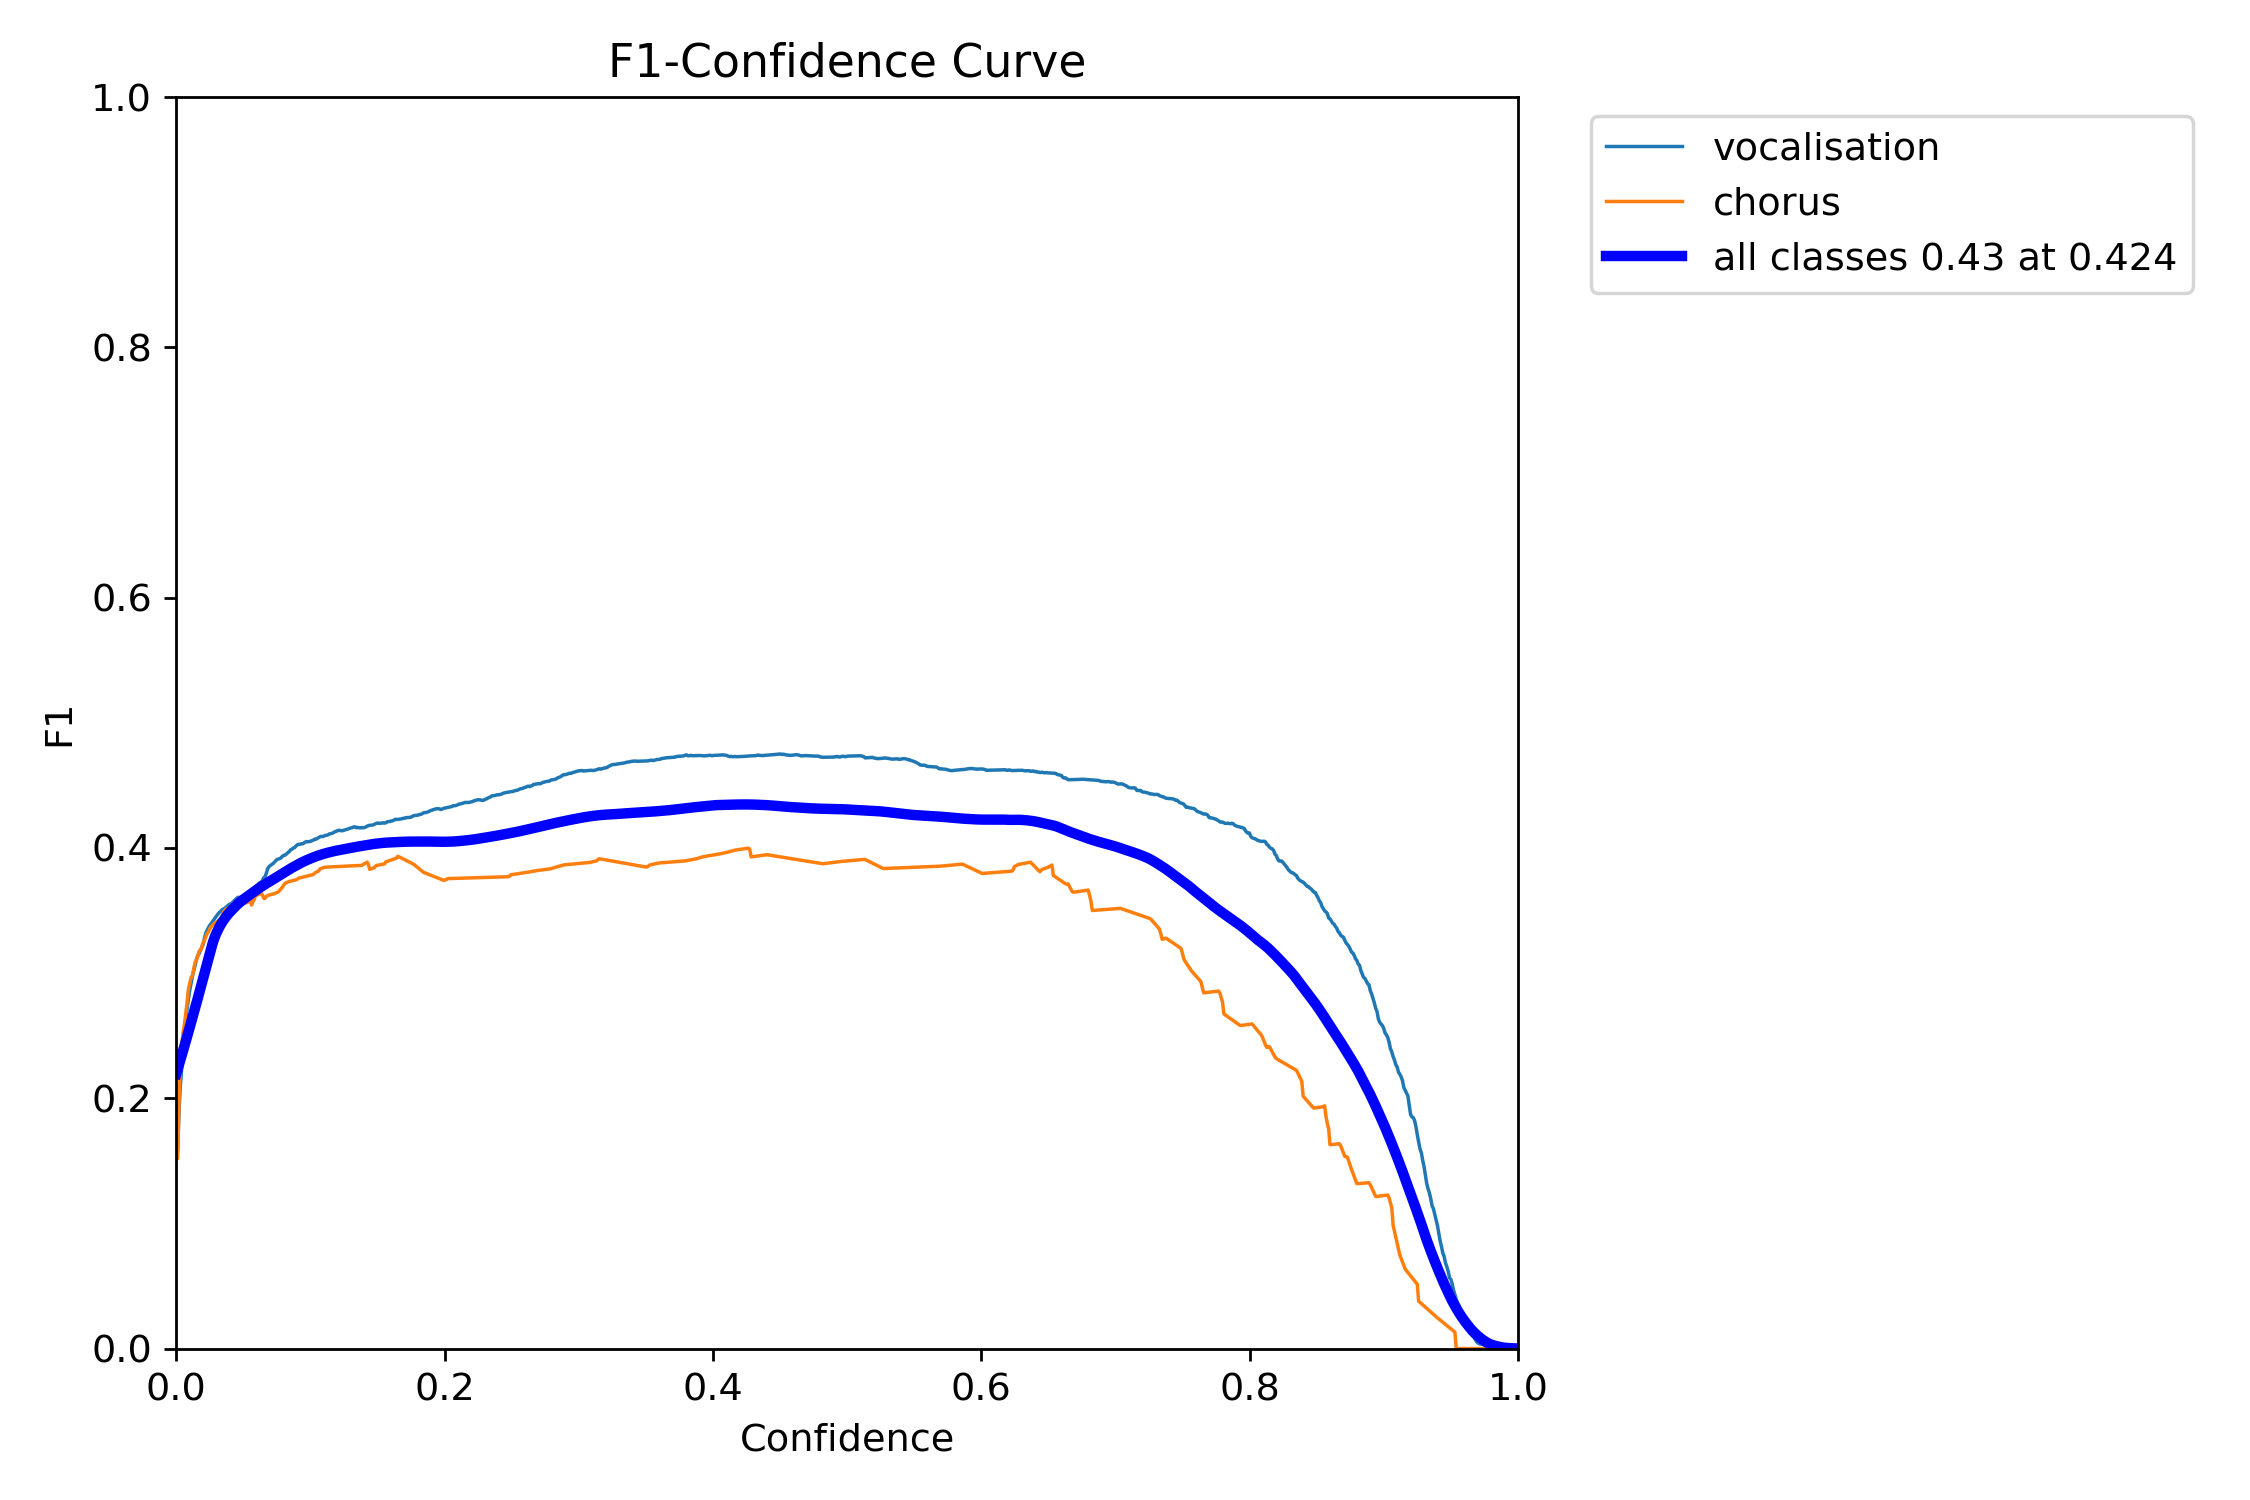 F1-Confidence Curve
1.0
0.8
0.6
0.4
0.2
0.0
F1
0.0 0.2 0.4 0.6 0.8 1.0
Confidence
vocalisation
chorus
all classes 0.43 at 0.424